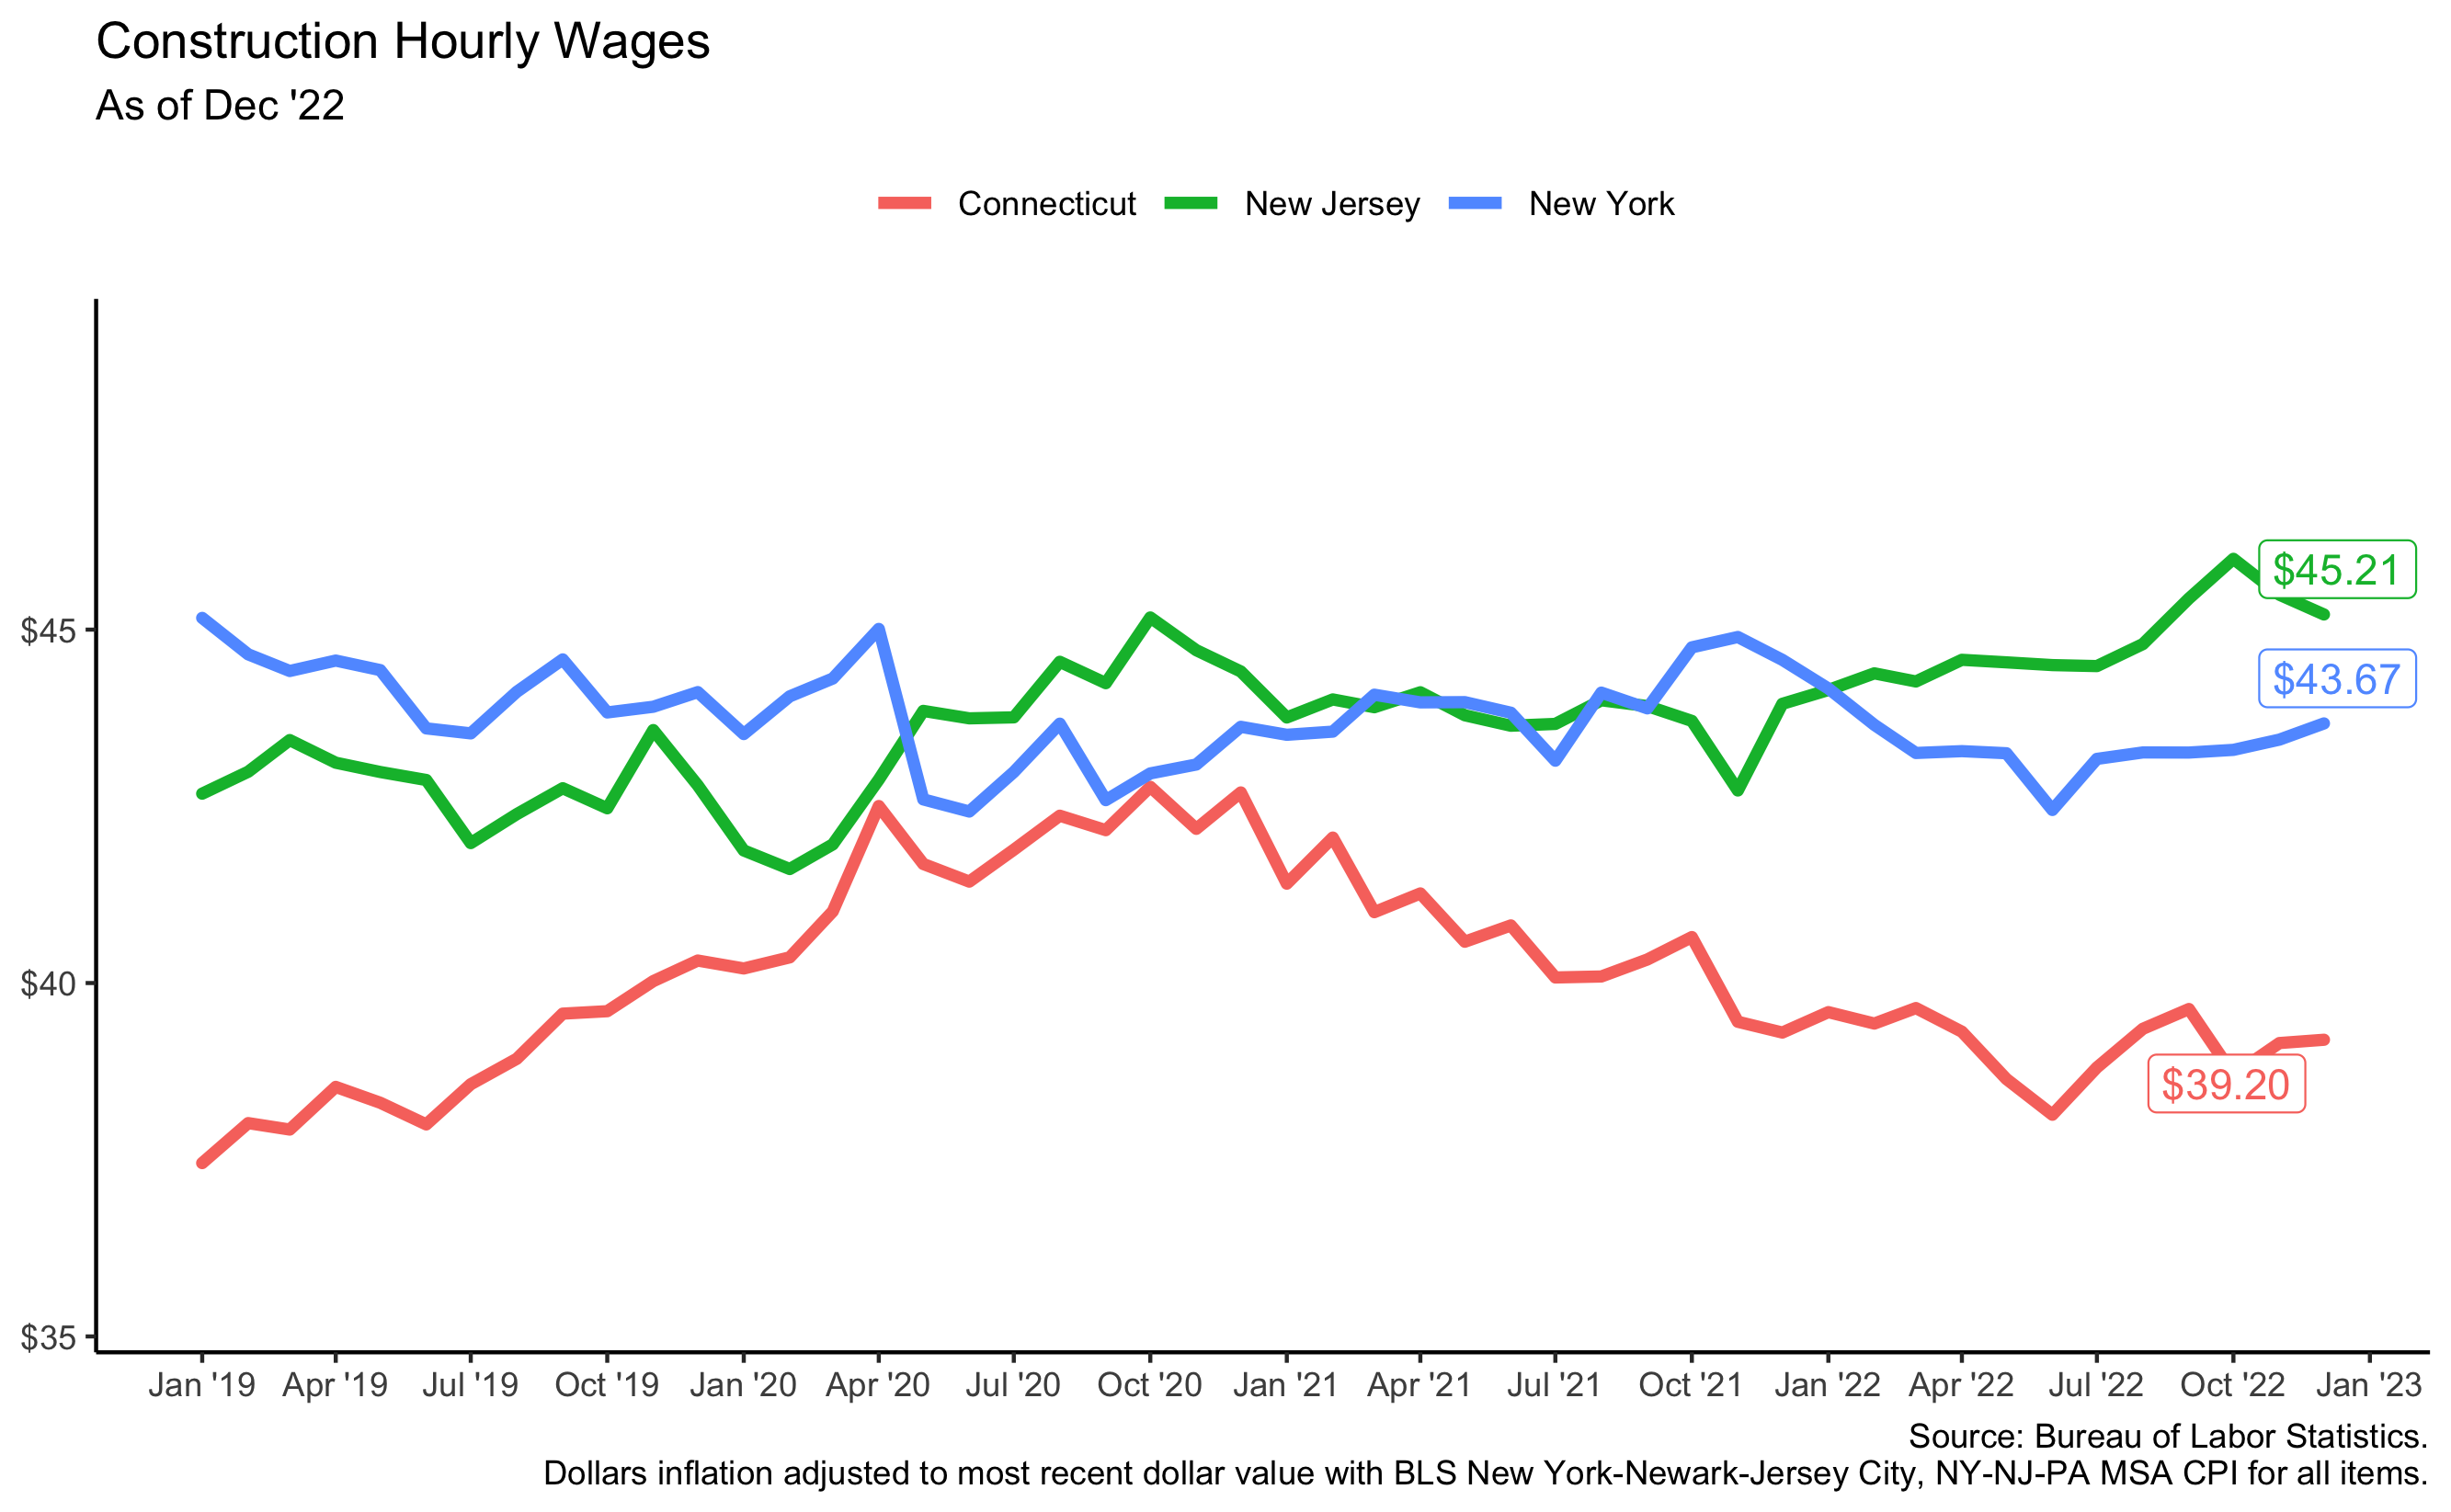 Construction Hourly Wages
As of Dec '22
Connecticut New Jersey New York
$45.21
$45
$43.67
$40
$39.20
$35
Jan '19 Apr '19 Jul '19 Oct '19 Jan '20 Apr '20 Jul '20 Oct '20 Jan '21 Apr '21 Jul '21 Oct '21 Jan '22 Apr '22 Jul '22 Oct '22 Jan '23
Source: Bureau of Labor Statistics.
Dollars inflation adjusted to most recent dollar value with BLS New York-Newark-Jersey City, NY-NJ-PA MSA CPI for all items.